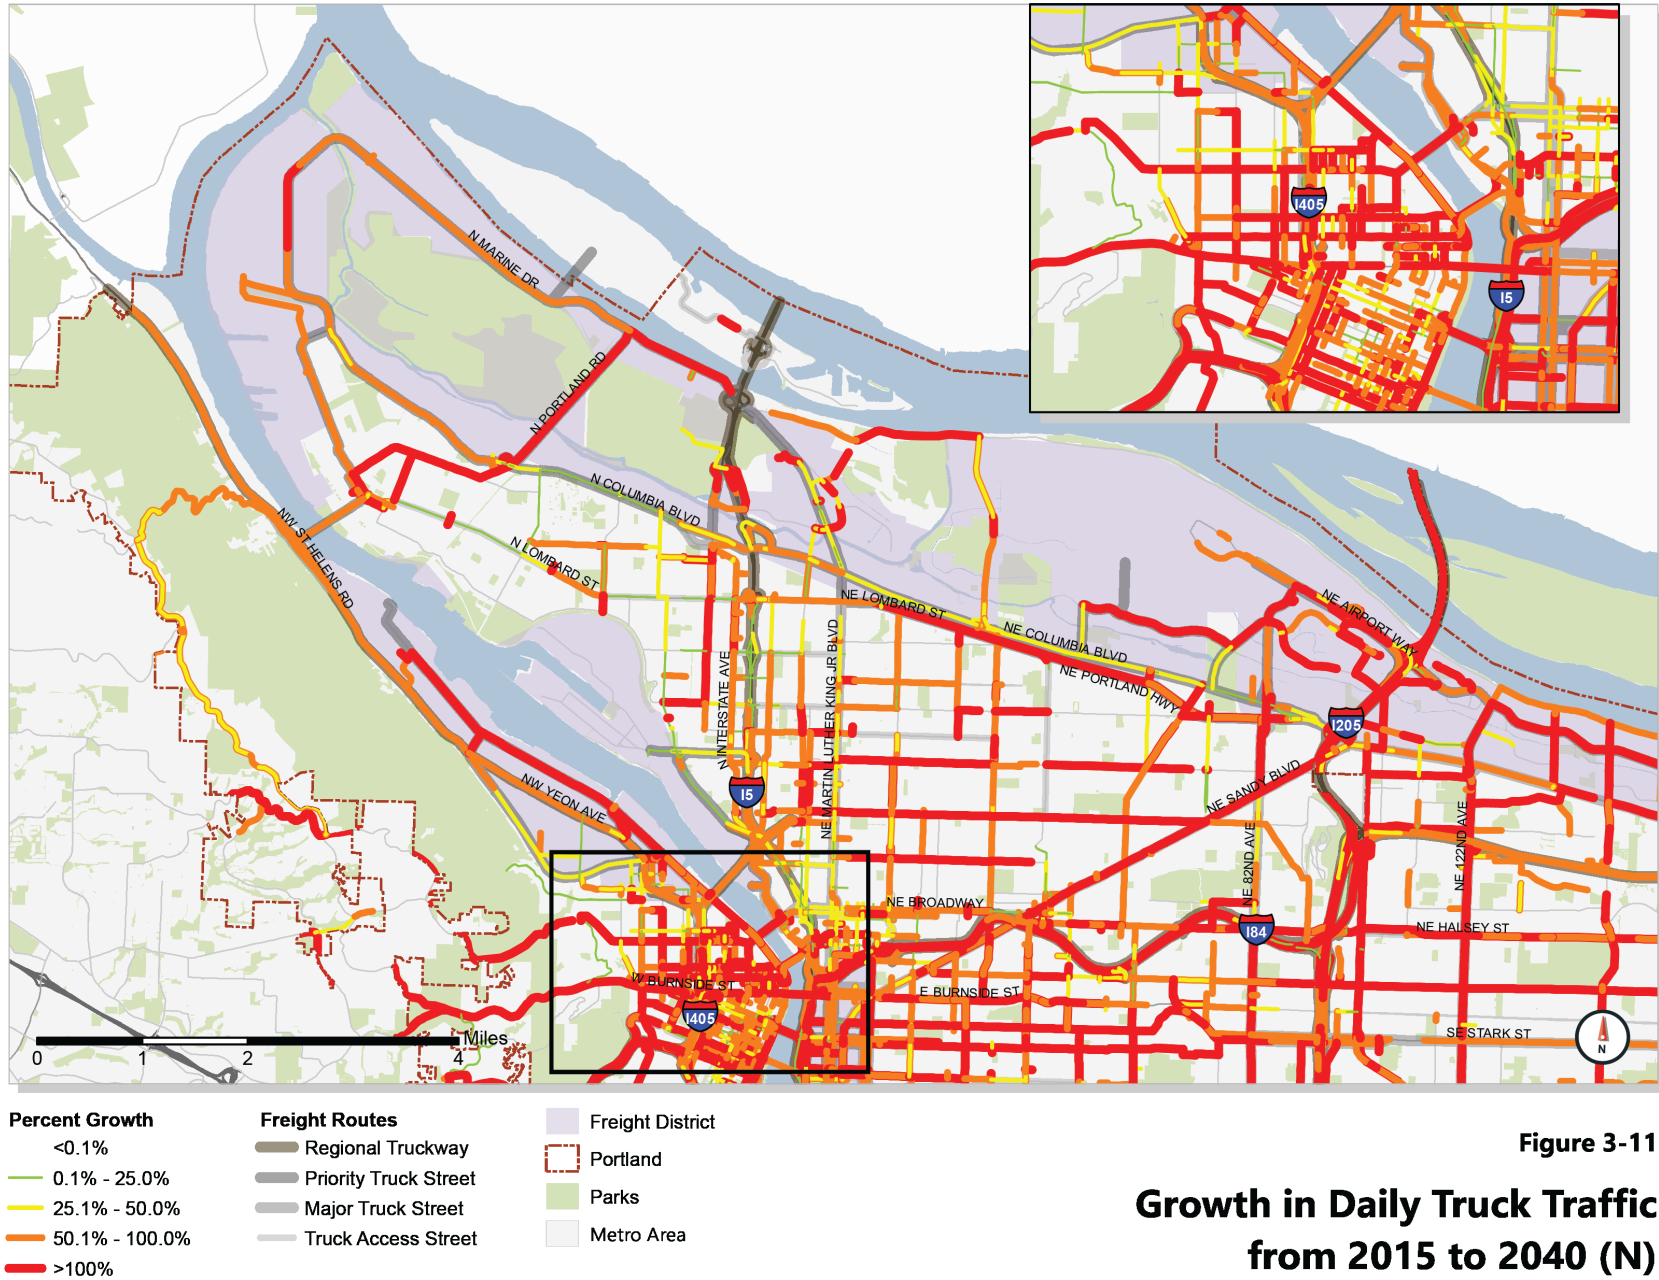 I405
I5
N MARINE DR
N PORTLAND RD
N COLUMBIA BLVD
NW ST HELENS RD
N LOMBARD ST
NE LOMBARD ST
NE COLUMBIA BLVD
NE PORTLAND HWY
NE AIRPORT WAY
N INTERSTATE AVE
NE MARTIN LUTHER KING JR BLVD
I205
NW YEON AVE
I5
NE SANDY BLVD
NE 82ND AVE
NE 122ND AVE
NE BROADWAY
I84
NE HALSEY ST
W BURNSIDE ST
E BURNSIDE ST
I405
SE STARK ST
N
Miles
0 1 2 4
Percent Growth
<0.1%
0.1% - 25.0%
25.1% - 50.0%
50.1% - 100.0%
>100%
Freight Routes
Regional Truckway
Priority Truck Street
Major Truck Street
Truck Access Street
Freight District
Portland
Parks
Metro Area
Figure 3-11
Growth in Daily Truck Traffic
from 2015 to 2040 (N)